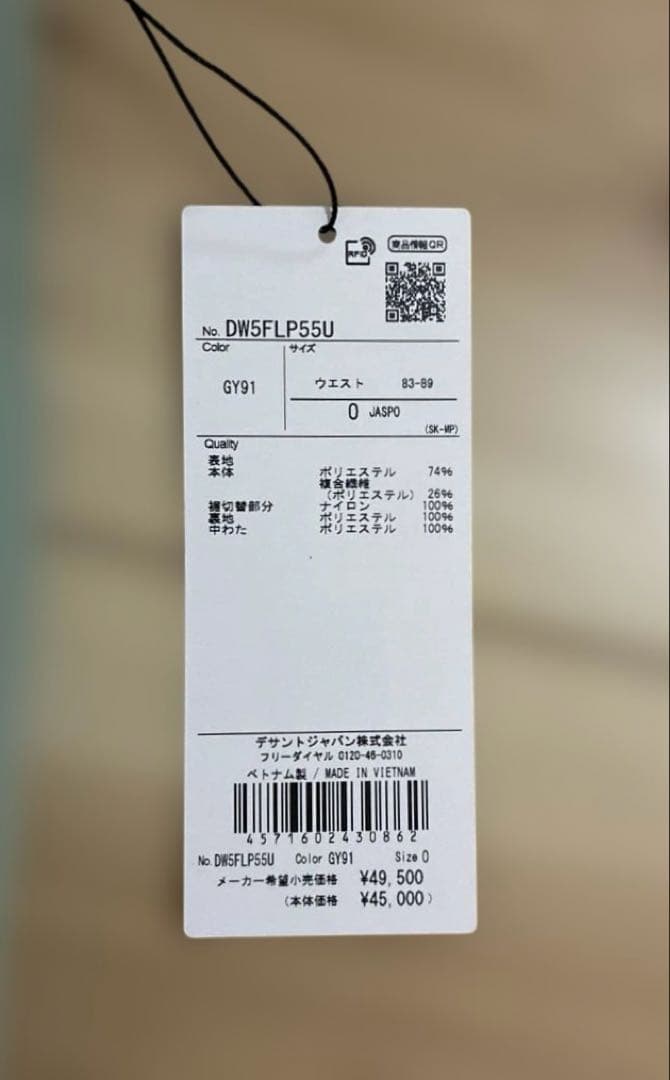 RFID
商品情報QR
No. DW5FLP55U
Color サイズ
GY91
ウエスト 83-89
O JASPO
(SK-MP)
Quality
表地
本体 ポリエステル 74%
複合繊維
(ポリエステル) 26%
裾切替部分 ナイロン 100%
裏地 ポリエステル 100%
中わた ポリエステル 100%
デサントジャパン株式会社
フリーダイヤル 0120-46-0310
ベトナム製 / MADE IN VIETNAM
4571602430862
No. DW5FLP55U Color GY91 Size O
メーカー希望小売価格 ¥49,500
(本体価格 ¥45,000)